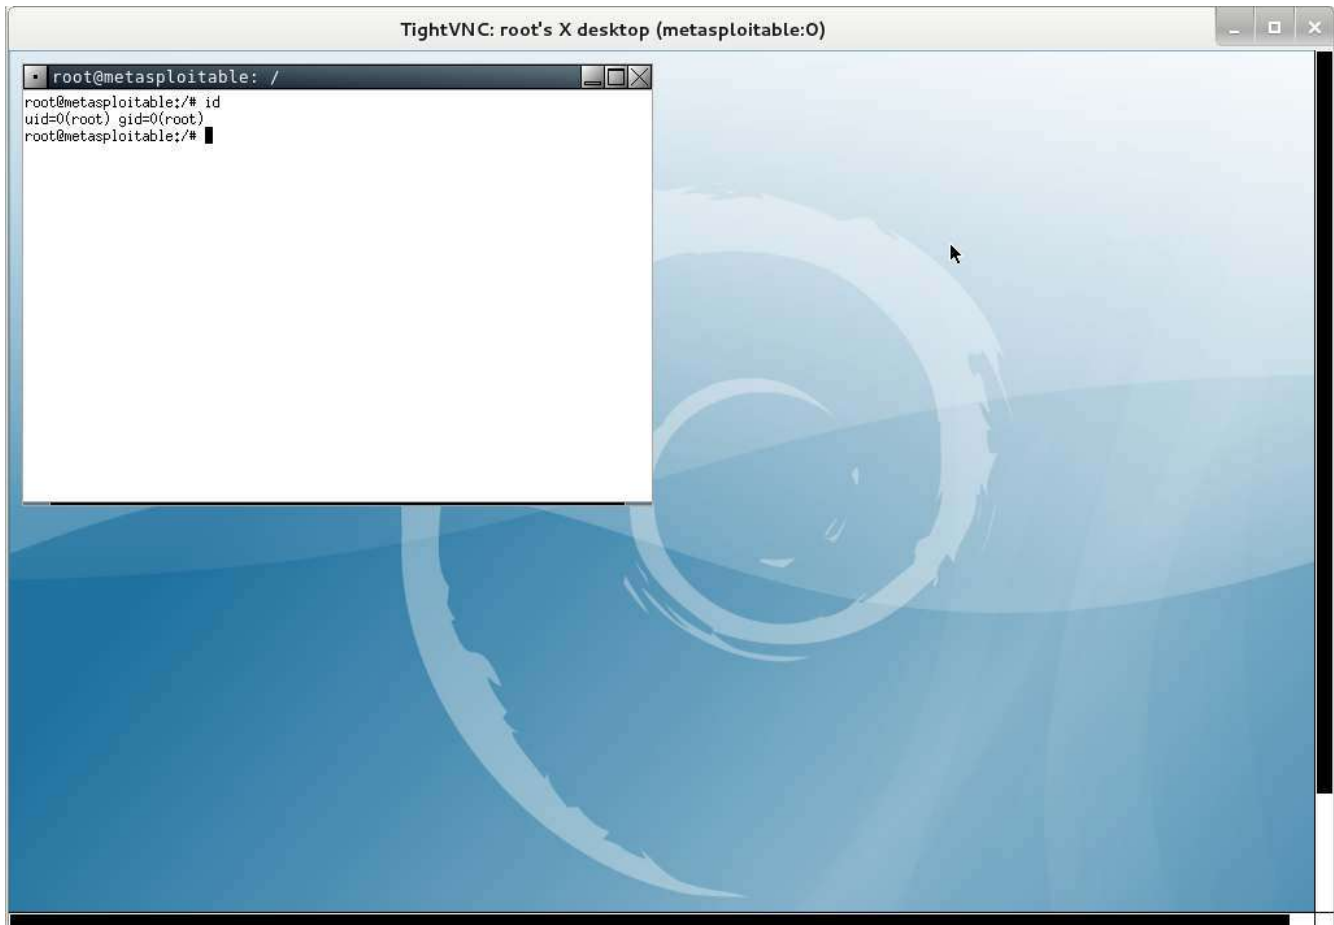 TightVNC: root's X desktop (metasploitable:0)
root@metasploitable: /
root@metasploitable:/# id
uid=0(root) gid=0(root)
root@metasploitable:/#